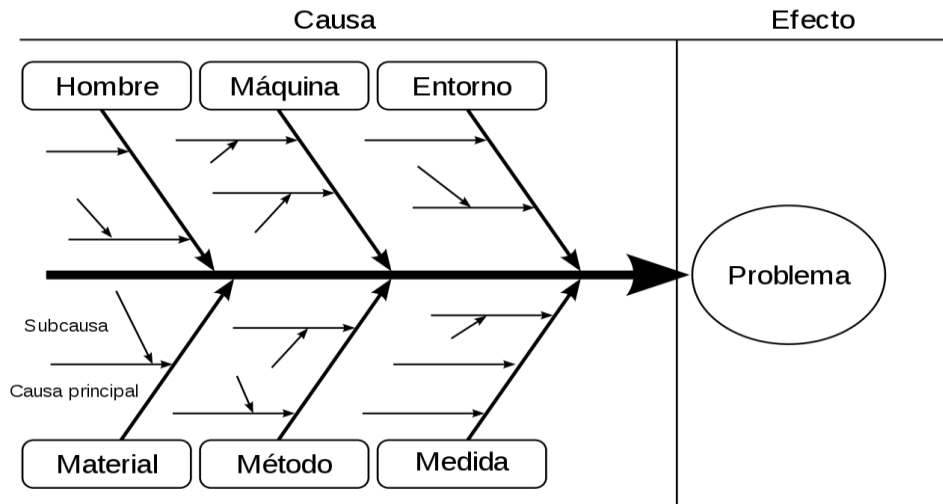 Causa
Efecto
Hombre
Máquina
Entorno
Problema
Subcausa
Causa principal
Material
Método
Medida